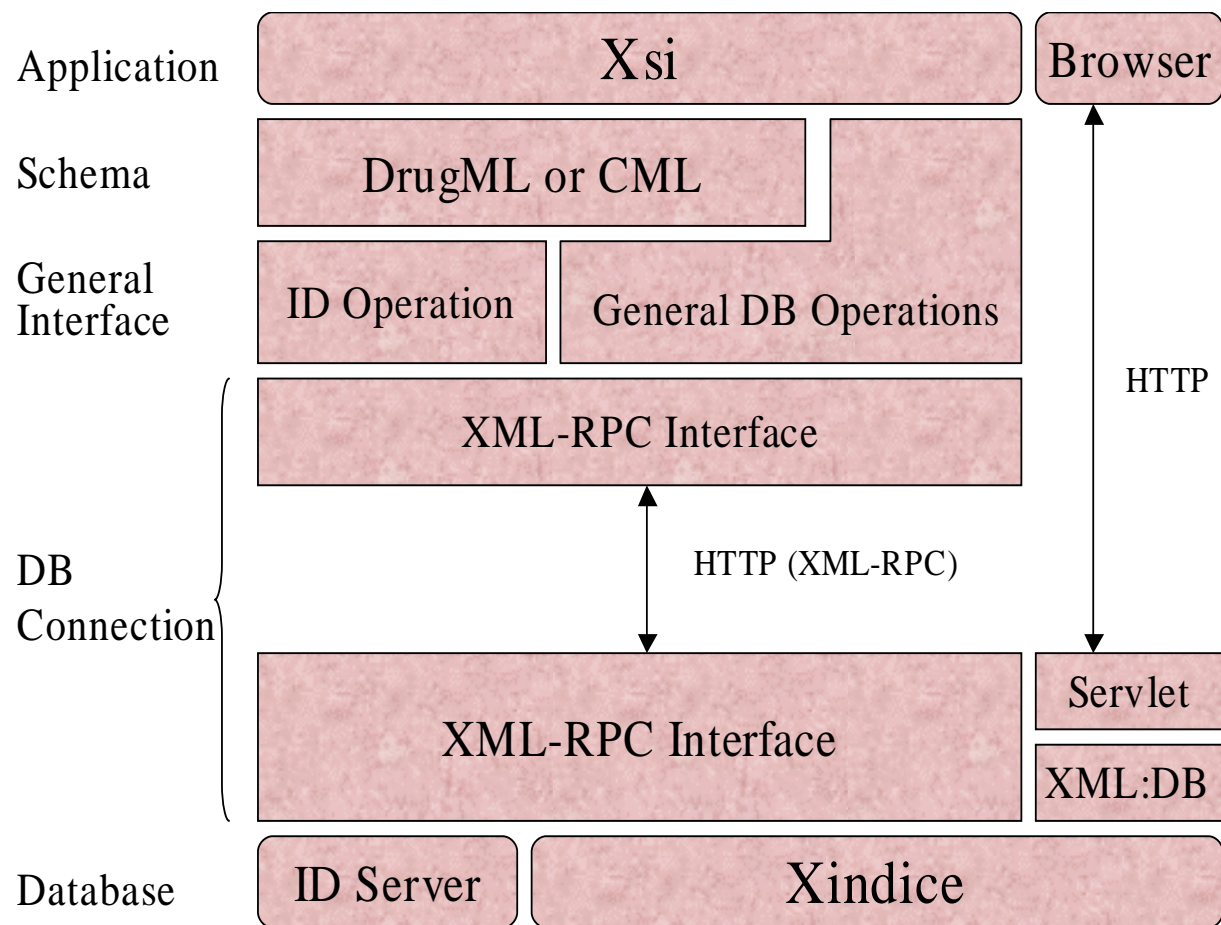 Application
Xsi
Browser
Schema
DrugML or CML
General
Interface
ID Operation
General DB Operations
XML-RPC Interface
HTTP
DB
Connection
HTTP (XML-RPC)
XML-RPC Interface
Servlet
XML:DB
Database
ID Server
Xindice